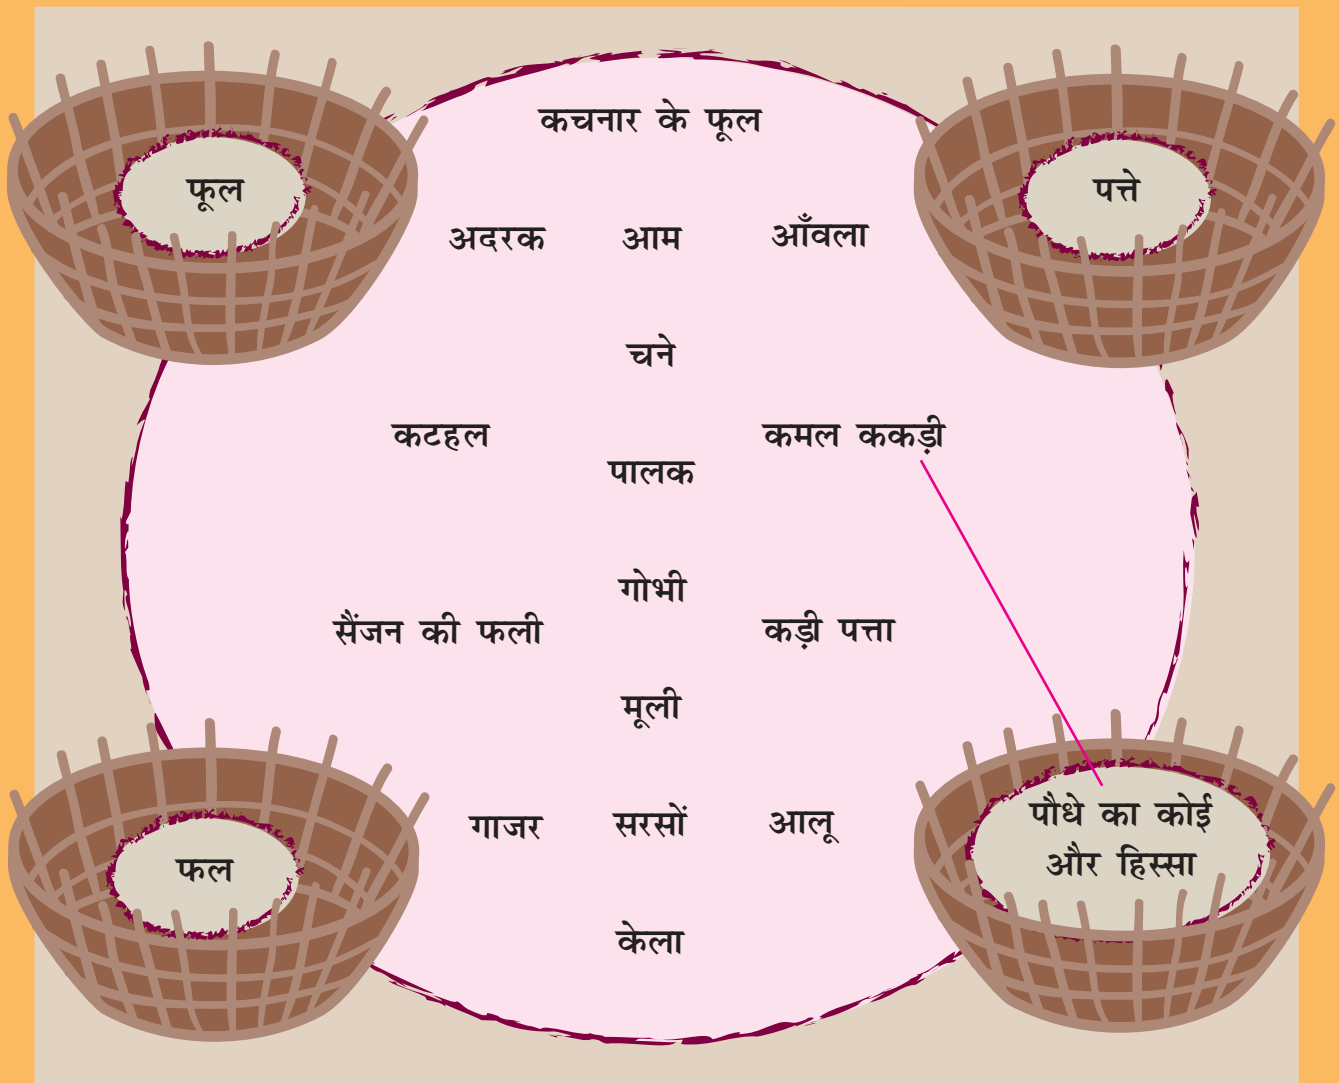 कचनार के फूल
फूल
पत्ते
अदरक आम आँवला
चने
कटहल
कमल ककड़ी
पालक
गोभी
सैंजन की फली
कड़ी पत्ता
मूली
गाजर सरसों आलू
पौधे का कोई
और हिस्सा
फल
केला